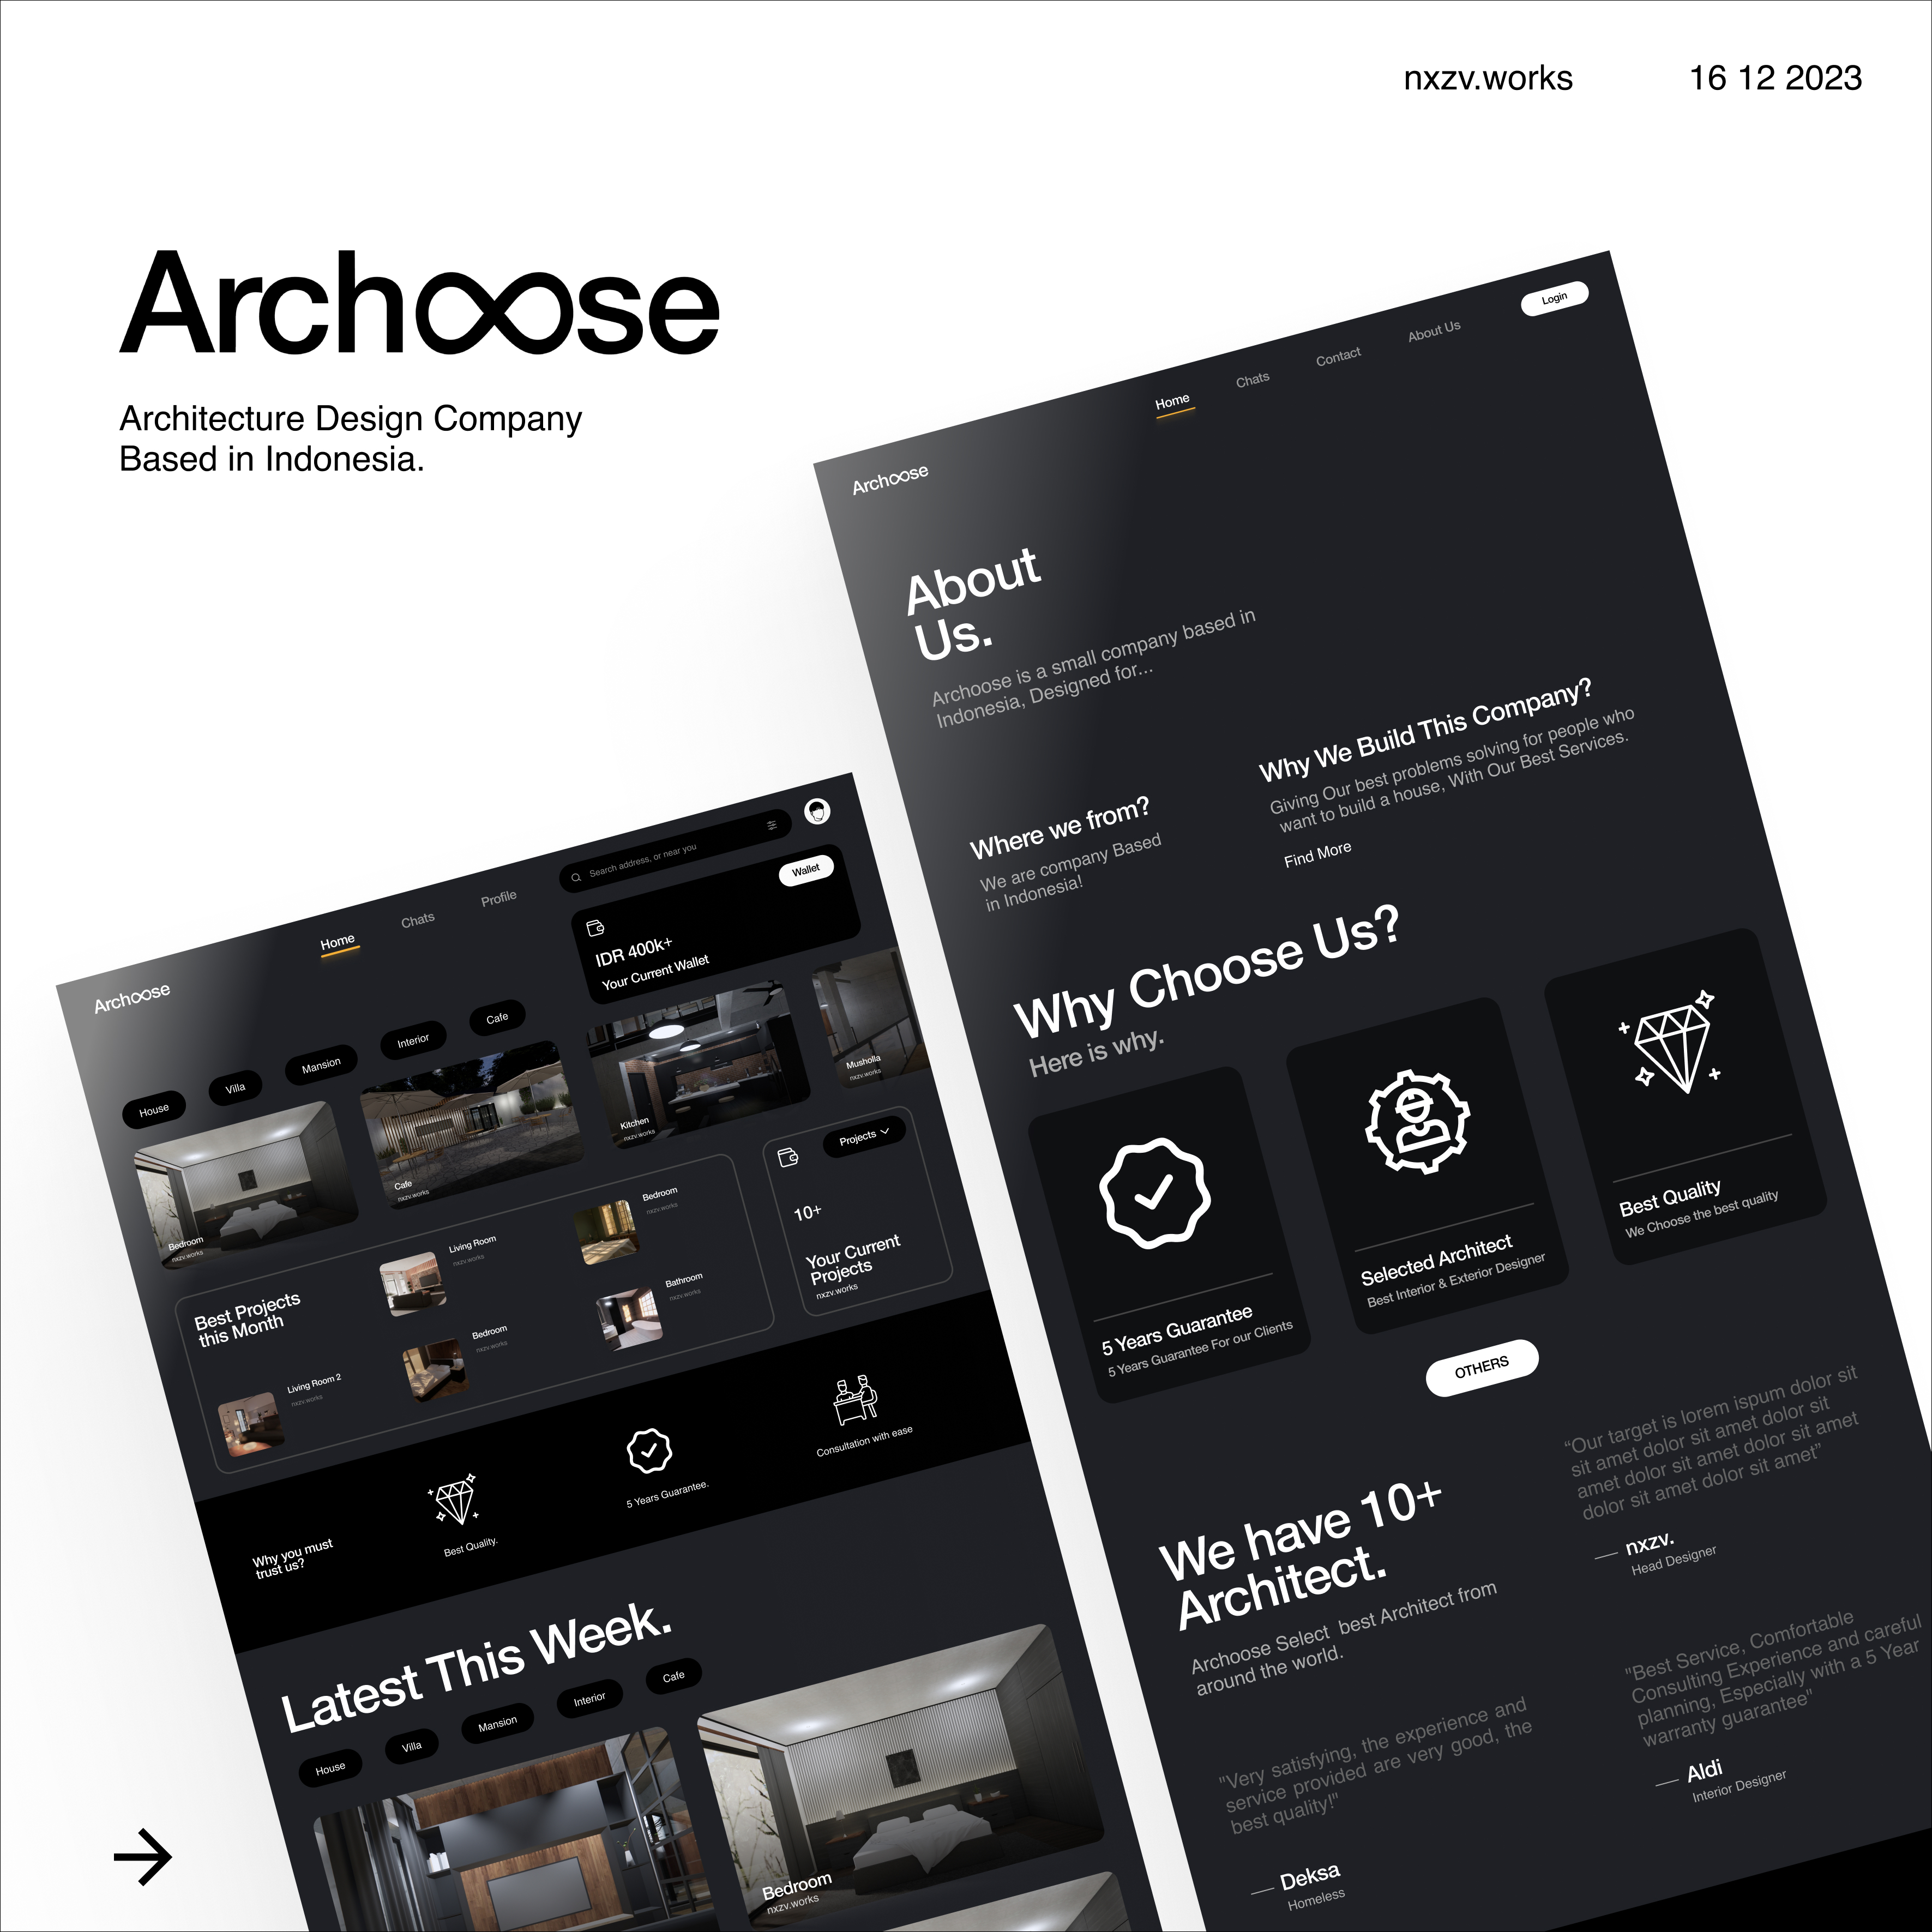 nxzv.works
16 12 2023
Archoose
Architecture Design Company
Based in Indonesia.
Archoose
Home
Chats
Profile
Search address, or near you
Wallet
IDR 400k+
Your Current Wallet
House
Villa
Mansion
Interior
Cafe
Bedroom
nxzv.works
Cafe
nxzv.works
Kitchen
nxzv.works
Musholla
nxzv.works
Best Projects
this Month
Living Room 2
nxzv.works
Living Room
nxzv.works
Bedroom
nxzv.works
Bedroom
nxzv.works
Bathroom
nxzv.works
Projects
10+
Your Current
Projects
nxzv.works
Why you must
trust us?
Best Quality.
5 Years Guarantee.
Consultation with ease
Latest This Week.
House
Villa
Mansion
Interior
Cafe
Bedroom
nxzv.works
Archoose
Home
Chats
Contact
About Us
Login
About
Us.
Archoose is a small company based in
Indonesia, Designed for...
Where we from?
We are company Based
in Indonesia!
Why We Build This Company?
Giving Our best problems solving for people who
want to build a house, With Our Best Services.
Find More
Why Choose Us?
Here is why.
5 Years Guarantee
5 Years Guarantee For our Clients
Selected Architect
Best Interior & Exterior Designer
Best Quality
We Choose the best quality
OTHERS
We have 10+
Architect.
Archoose Select  best Architect from
around the world.
“Our target is lorem ispum dolor sit
sit amet dolor sit amet dolor sit
amet dolor sit amet dolor sit amet
dolor sit amet dolor sit amet”
nxzv.
Head Designer
"Very satisfying, the experience and
service provided are very good, the
best quality!"
Deksa
Homeless
"Best Service, Comfortable
Consulting Experience and careful
planning, Especially with a 5 Year
warranty guarantee"
Aldi
Interior Designer